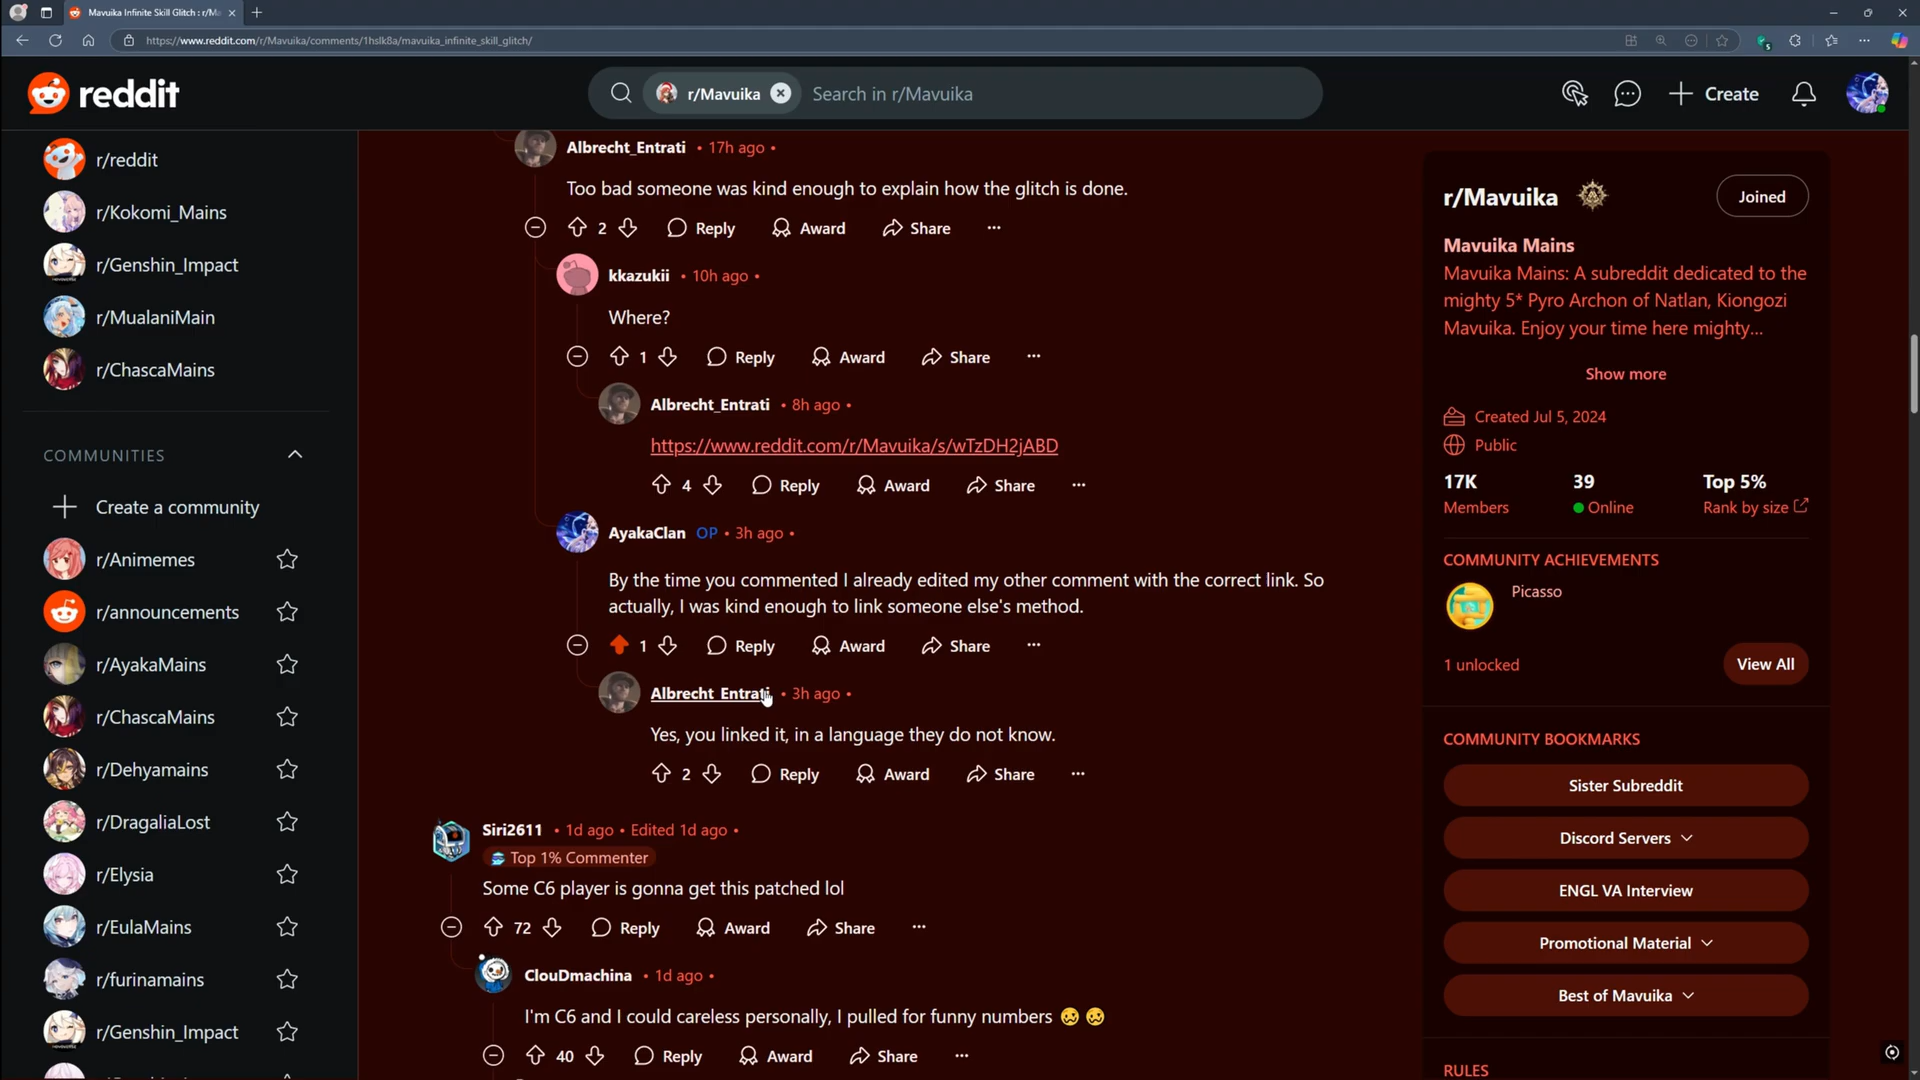 Mavuika Infinite Skill Glitch : r/Ma
https://www.reddit.com/r/Mavuika/comments/1hslk8a/mavuika_infinite_skill_glitch/
reddit
r/Mavuika
Search in r/Mavuika
Create
r/reddit
r/Kokomi_Mains
r/Genshin_Impact
r/MualaniMain
r/ChascaMains
COMMUNITIES
Create a community
r/Animemes
r/announcements
r/AyakaMains
r/ChascaMains
r/Dehyamains
r/DragaliaLost
r/Elysia
r/EulaMains
r/furinamains
r/Genshin_Impact
Albrecht_Entrati • 17h ago •
Too bad someone was kind enough to explain how the glitch is done.
2 Reply Award Share ···
kkazukii • 10h ago •
Where?
1 Reply Award Share ···
Albrecht_Entrati • 8h ago •
https://www.reddit.com/r/Mavuika/s/wTzDH2jABD
4 Reply Award Share ···
AyakaClan OP • 3h ago •
By the time you commented I already edited my other comment with the correct link. So
actually, I was kind enough to link someone else's method.
1 Reply Award Share ···
Albrecht_Entrati • 3h ago •
Yes, you linked it, in a language they do not know.
2 Reply Award Share ···
Siri2611 • 1d ago • Edited 1d ago •
Top 1% Commenter
Some C6 player is gonna get this patched lol
72 Reply Award Share ···
ClouDmachina • 1d ago •
I'm C6 and I could careless personally, I pulled for funny numbers 🥴 🥴
40 Reply Award Share ···
r/Mavuika
Joined
Mavuika Mains
Mavuika Mains: A subreddit dedicated to the
mighty 5* Pyro Archon of Natlan, Kiongozi
Mavuika. Enjoy your time here mighty...
Show more
Created Jul 5, 2024
Public
17K 39 Top 5%
Members Online Rank by size
COMMUNITY ACHIEVEMENTS
Picasso
1 unlocked
View All
COMMUNITY BOOKMARKS
Sister Subreddit
Discord Servers
ENGL VA Interview
Promotional Material
Best of Mavuika
RULES